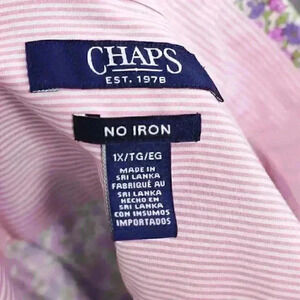 CHAPS
EST. 1978
NO IRON
1X/TG/EG
MADE IN
SRI LANKA
FABRIQUÉ AU
SRI LANKA
HECHO EN
SRI LANKA
CON INSUMOS
IMPORTADOS